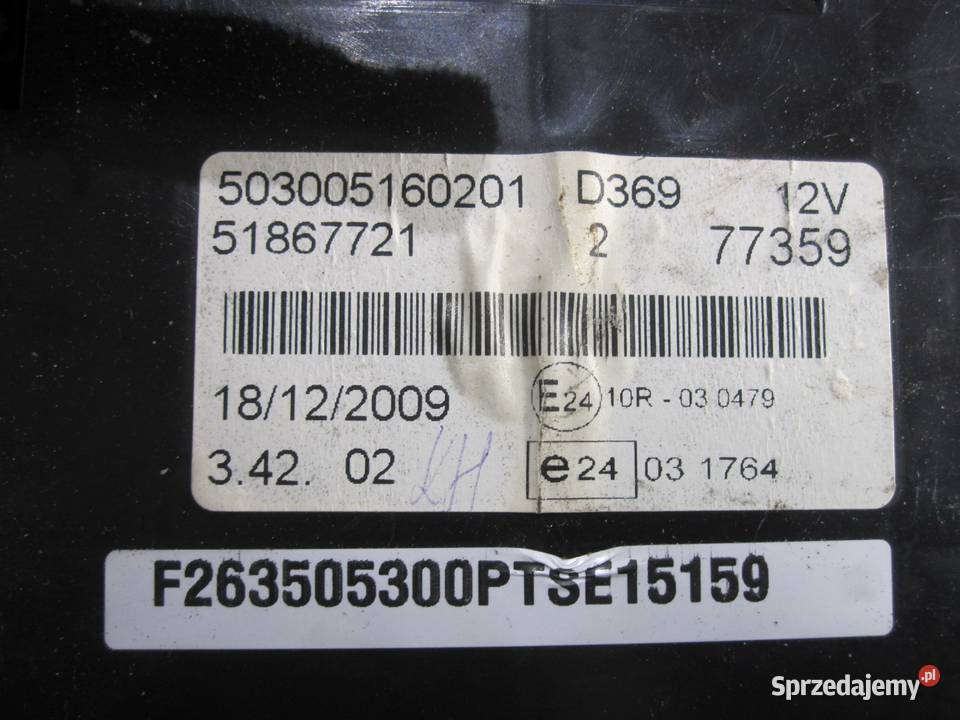 503005160201 D369 12V
51867721 2 77359
18/12/2009 E24 10R - 03 0479
3.42. 02 KH e24 03 1764
F263505300PTSE15159
Sprzedajemy.pl